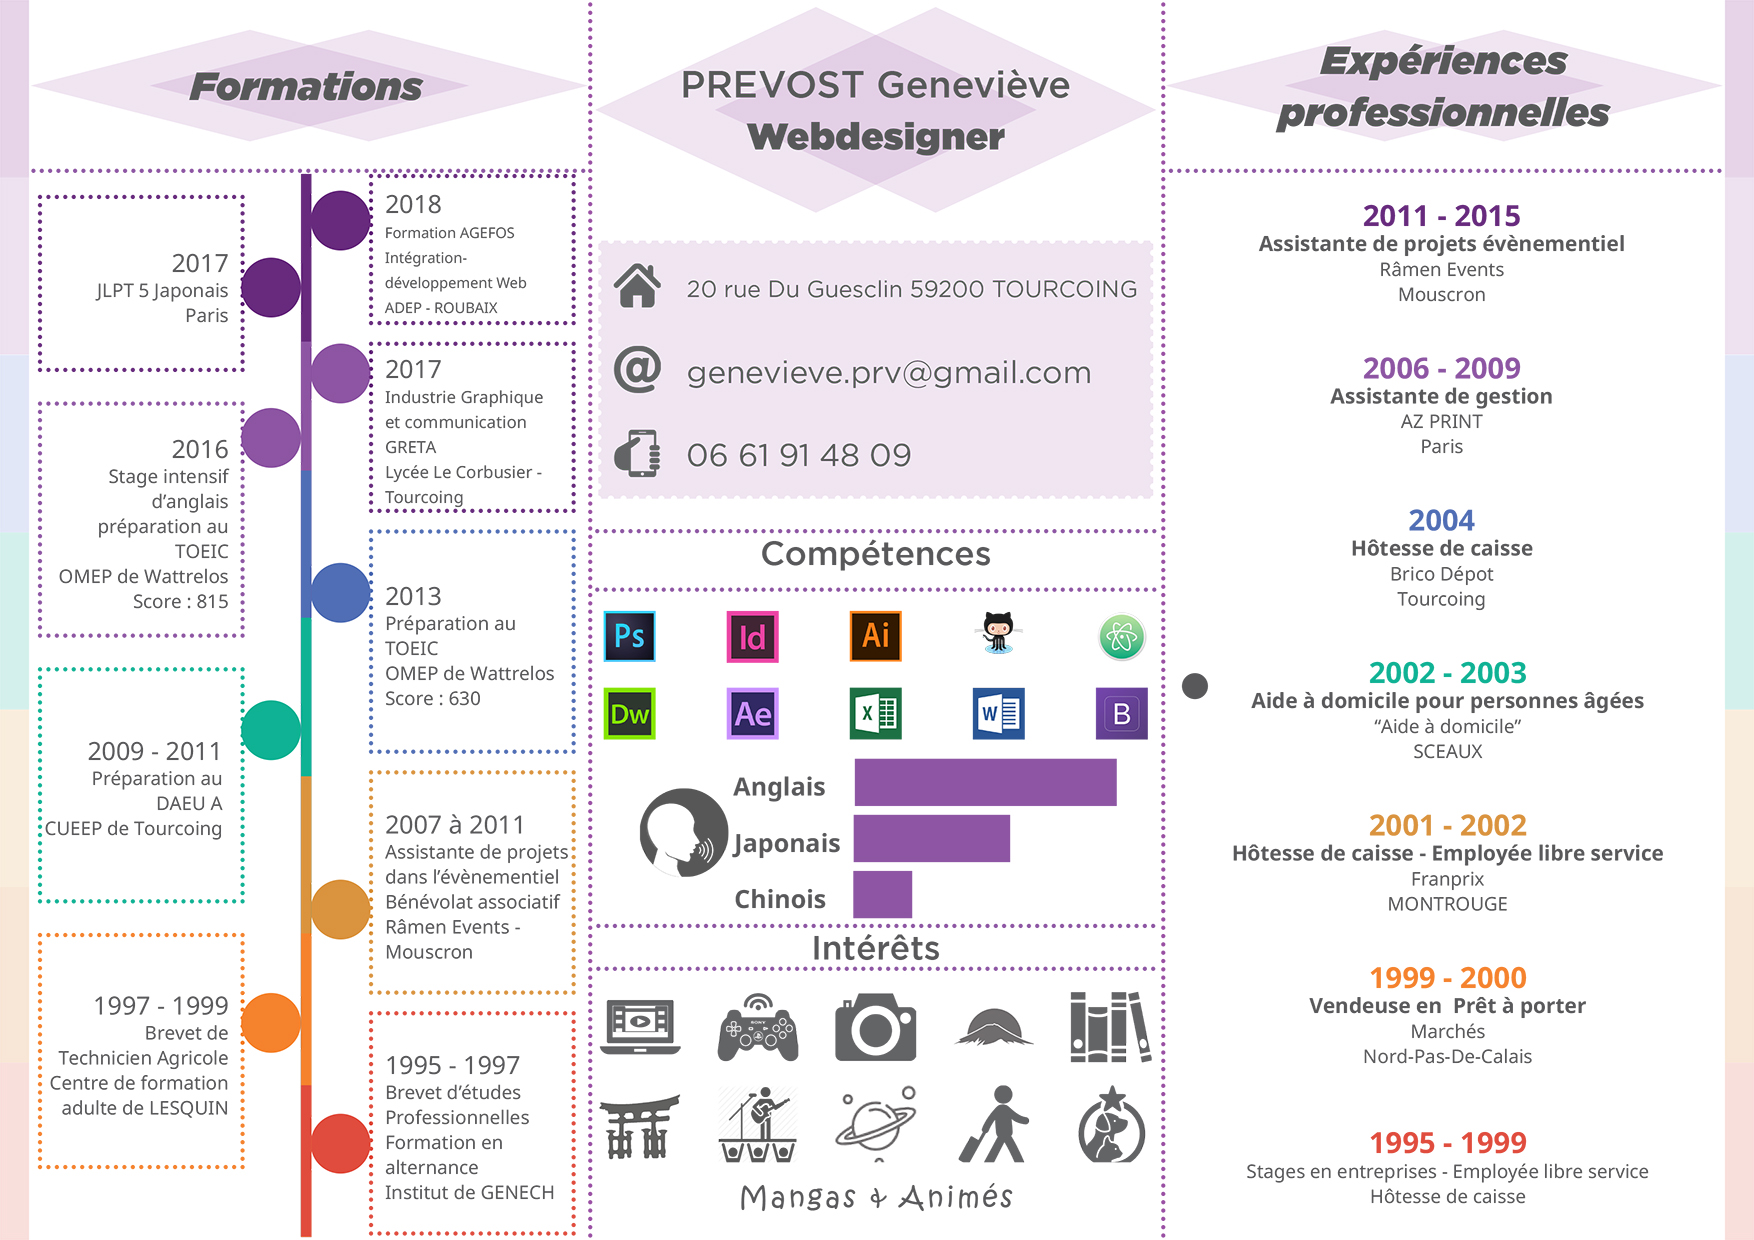 Formations
2018
Formation AGEFOS
Intégration-
développement Web
ADEP - ROUBAIX
2017
JLPT 5 Japonais
Paris
2017
Industrie Graphique
et communication
GRETA
Lycée Le Corbusier -
Tourcoing
2016
Stage intensif
d’anglais
préparation au
TOEIC
OMEP de Wattrelos
Score : 815
2013
Préparation au
TOEIC
OMEP de Wattrelos
Score : 630
2009 - 2011
Préparation au
DAEU A
CUEEP de Tourcoing
2007 à 2011
Assistante de projets
dans l’évènementiel
Bénévolat associatif
Râmen Events -
Mouscron
1997 - 1999
Brevet de
Technicien Agricole
Centre de formation
adulte de LESQUIN
1995 - 1997
Brevet d’études
Professionnelles
Formation en
alternance
Institut de GENECH
PREVOST Geneviève
Webdesigner
20 rue Du Guesclin 59200 TOURCOING
@ genevieve.prv@gmail.com
06 61 91 48 09
Compétences
Ps Id Ai
Dw Ae X W B
Anglais
Japonais
Chinois
Intérêts
SONY
Mangas & Animés
Expériences
professionnelles
2011 - 2015
Assistante de projets évènementiel
Râmen Events
Mouscron
2006 - 2009
Assistante de gestion
AZ PRINT
Paris
2004
Hôtesse de caisse
Brico Dépot
Tourcoing
2002 - 2003
Aide à domicile pour personnes âgées
“Aide à domicile”
SCEAUX
2001 - 2002
Hôtesse de caisse - Employée libre service
Franprix
MONTROUGE
1999 - 2000
Vendeuse en Prêt à porter
Marchés
Nord-Pas-De-Calais
1995 - 1999
Stages en entreprises - Employée libre service
Hôtesse de caisse